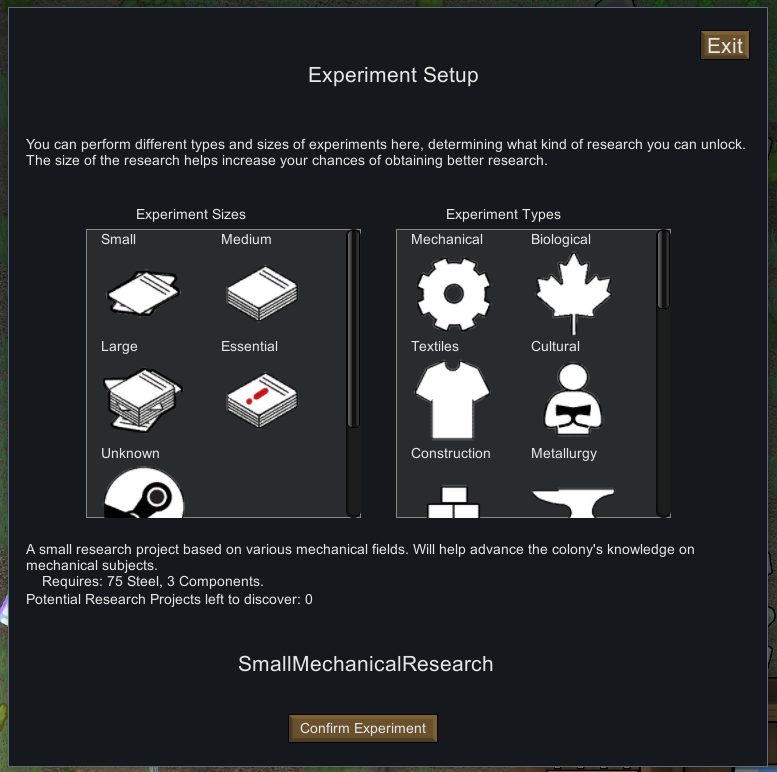 Exit
Experiment Setup
You can perform different types and sizes of experiments here, determining what kind of research you can unlock.
The size of the research helps increase your chances of obtaining better research.
Experiment Sizes
Experiment Types
Small
Medium
Mechanical
Biological
Large
Essential
Textiles
Cultural
Unknown
Construction
Metallurgy
A small research project based on various mechanical fields. Will help advance the colony's knowledge on
mechanical subjects.
Requires: 75 Steel, 3 Components.
Potential Research Projects left to discover: 0
SmallMechanicalResearch
Confirm Experiment